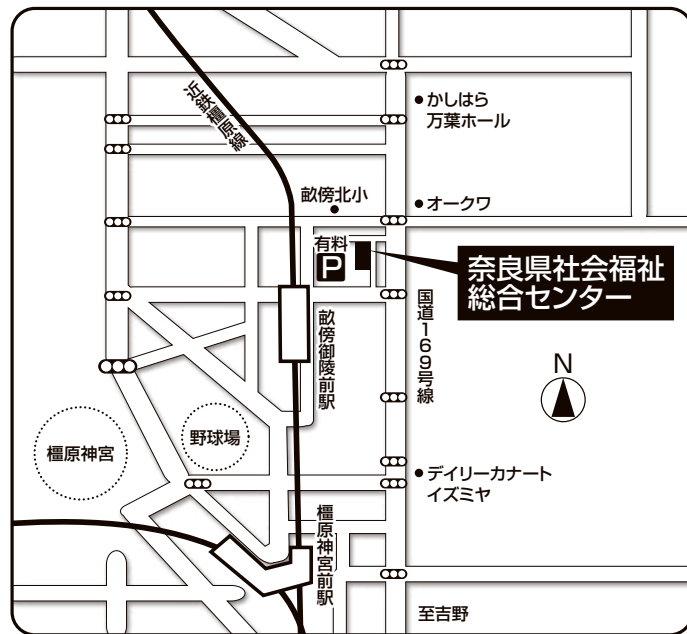 近鉄橿原線
かしはら
万葉ホール
畝傍北小
オークワ
有料
P
奈良県社会福祉
総合センター
国道169号線
畝傍御陵前駅
N
橿原神宮
野球場
デイリーカナート
イズミヤ
橿原神宮前駅
至吉野